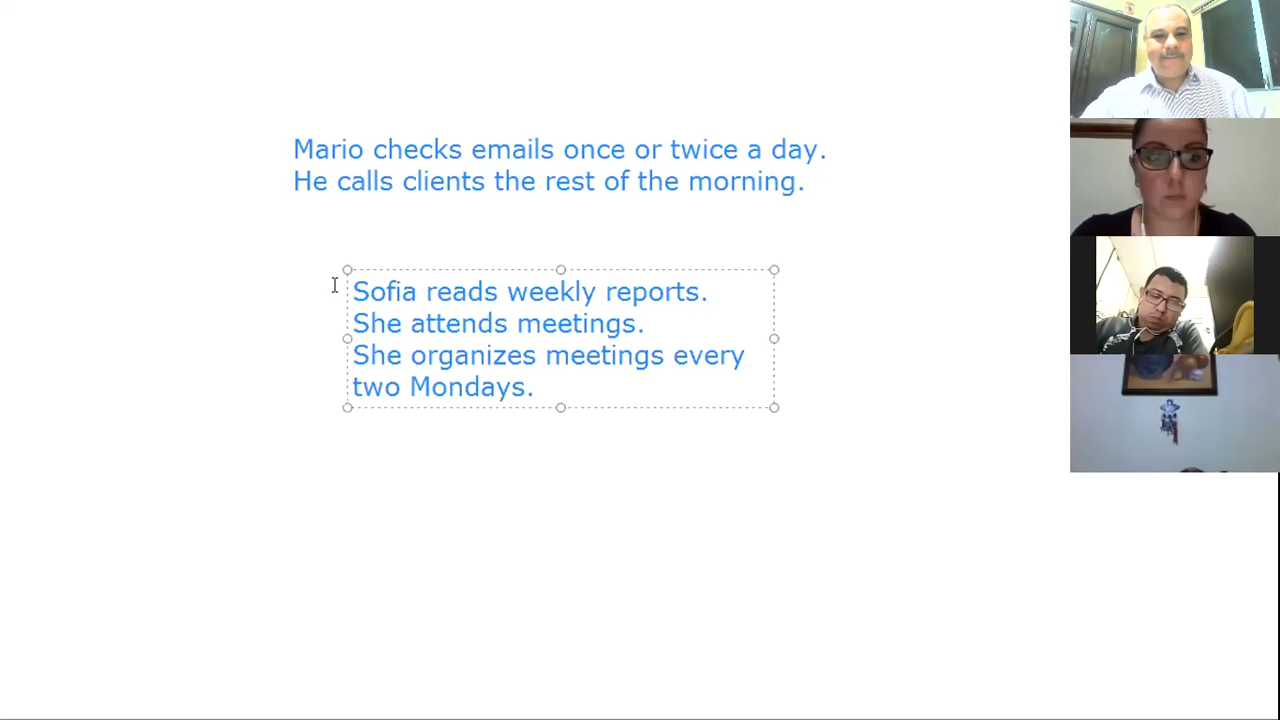 Mario checks emails once or twice a day.
He calls clients the rest of the morning.
Sofia reads weekly reports.
She attends meetings.
She organizes meetings every
two Mondays.